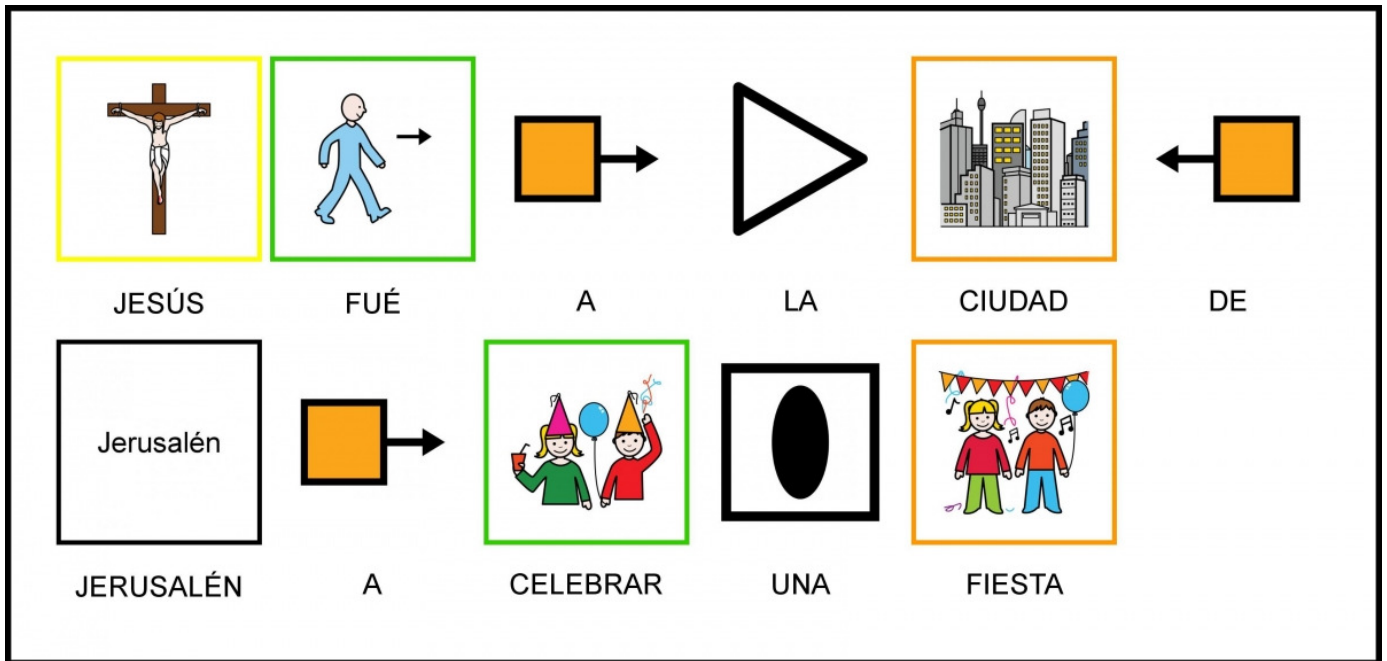 JESÚS FUÉ A LA CIUDAD DE
Jerusalén
JERUSALÉN A CELEBRAR UNA FIESTA